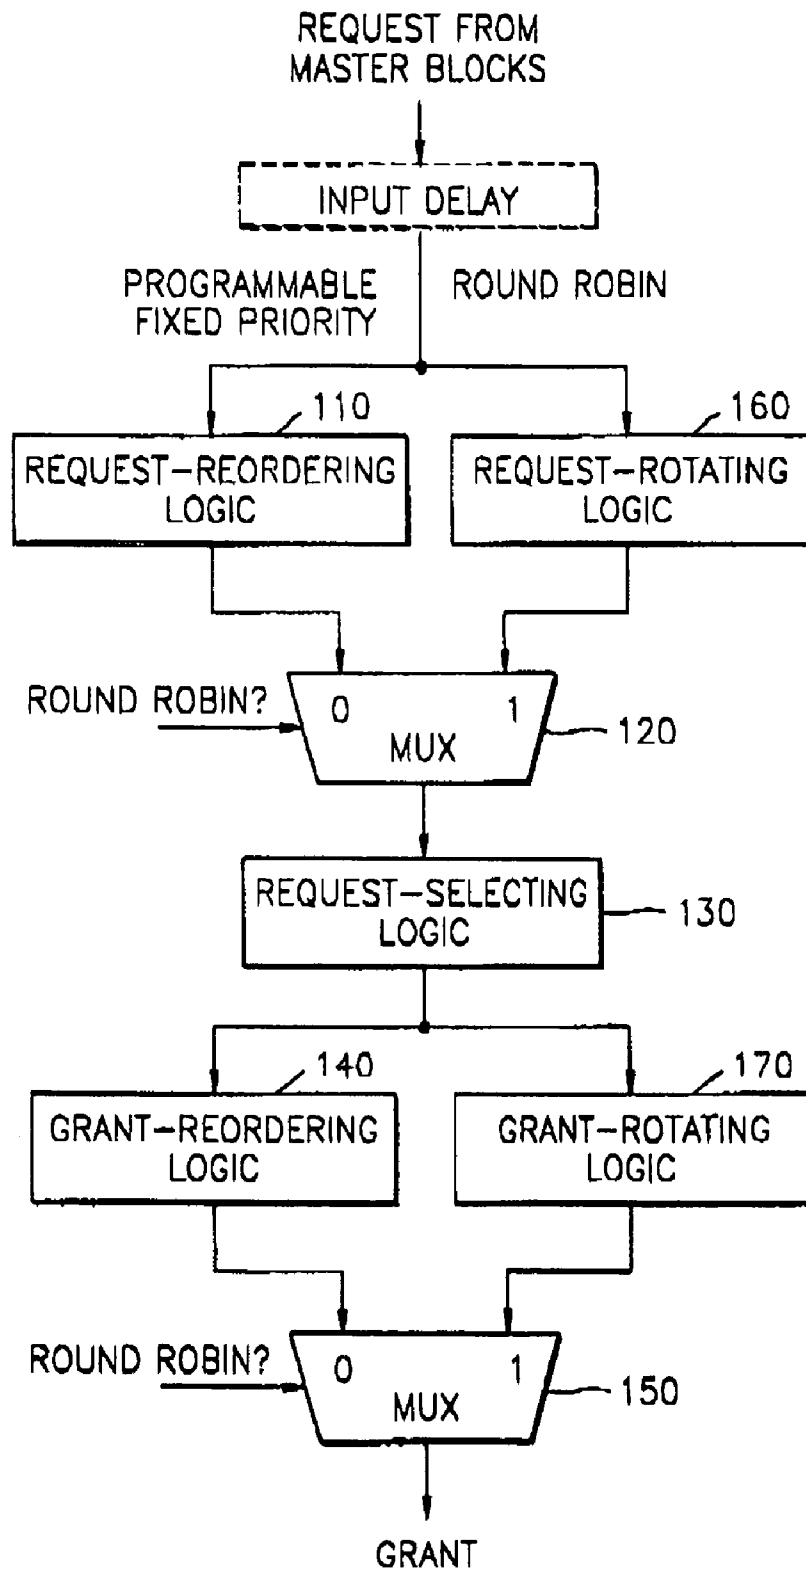 REQUEST FROM
MASTER BLOCKS
INPUT DELAY
PROGRAMMABLE
FIXED PRIORITY
ROUND ROBIN
110
160
REQUEST-REORDERING
LOGIC
REQUEST-ROTATING
LOGIC
ROUND ROBIN?
0
1
MUX
120
REQUEST-SELECTING
LOGIC
130
140
170
GRANT-REORDERING
LOGIC
GRANT-ROTATING
LOGIC
ROUND ROBIN?
0
1
MUX
150
GRANT